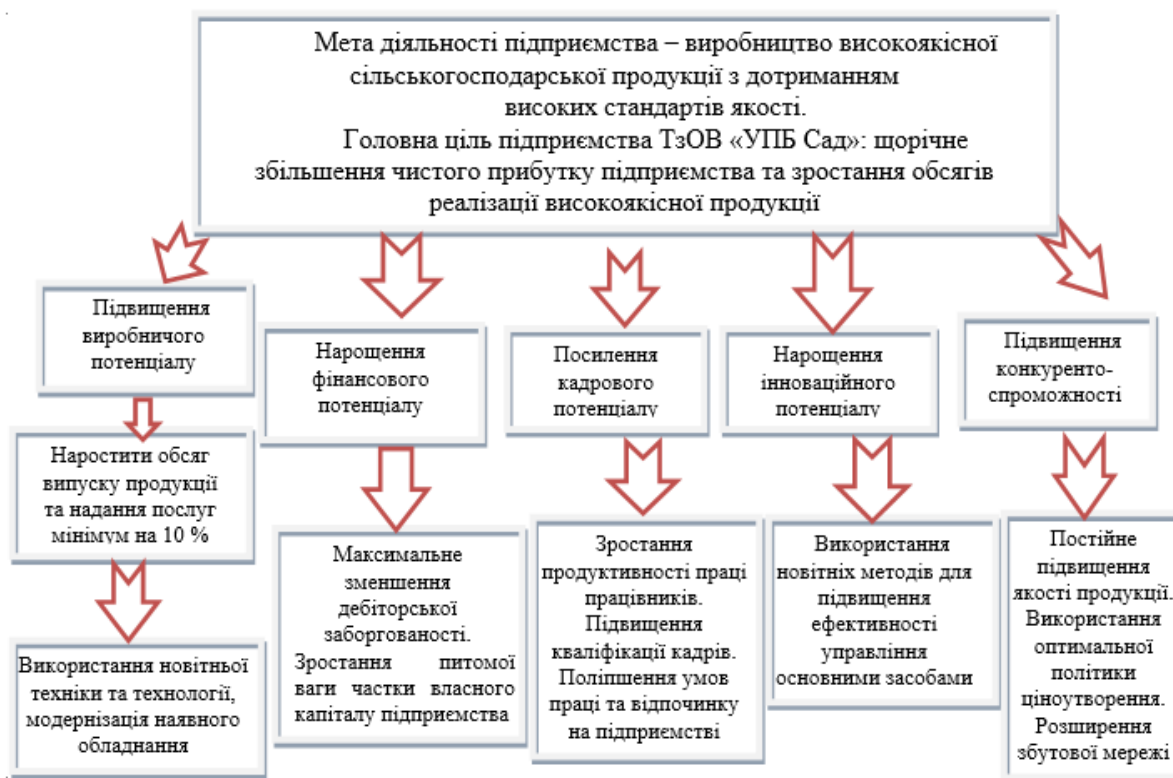 Мета діяльності підприємства – виробництво високоякісної
сільськогосподарської продукції з дотриманням
високих стандартів якості.
Головна ціль підприємства ТзОВ «УПБ Сад»: щорічне
збільшення чистого прибутку підприємства та зростання обсягів
реалізації високоякісної продукції
Підвищення
виробничого
потенціалу
Нарощення
фінансового
потенціалу
Посилення
кадрового
потенціалу
Нарощення
інноваційного
потенціалу
Підвищення
конкуренто-
спроможності
Наростити обсяг
випуску продукції
та надання послуг
мінімум на 10 %
Використання новітньої
техніки та технології,
модернізація наявного
обладнання
Максимальне
зменшення
дебіторської
заборгованості.
Зростання питомої
ваги частки власного
капіталу підприємства
Зростання
продуктивності праці
працівників.
Підвищення
кваліфікації кадрів.
Поліпшення умов
праці та відпочинку
на підприємстві
Використання
новітніх методів для
підвищення
ефективності
управління
основними засобами
Постійне
підвищення
якості продукції.
Використання
оптимальної
політики
ціноутворення.
Розширення
збутової мережі